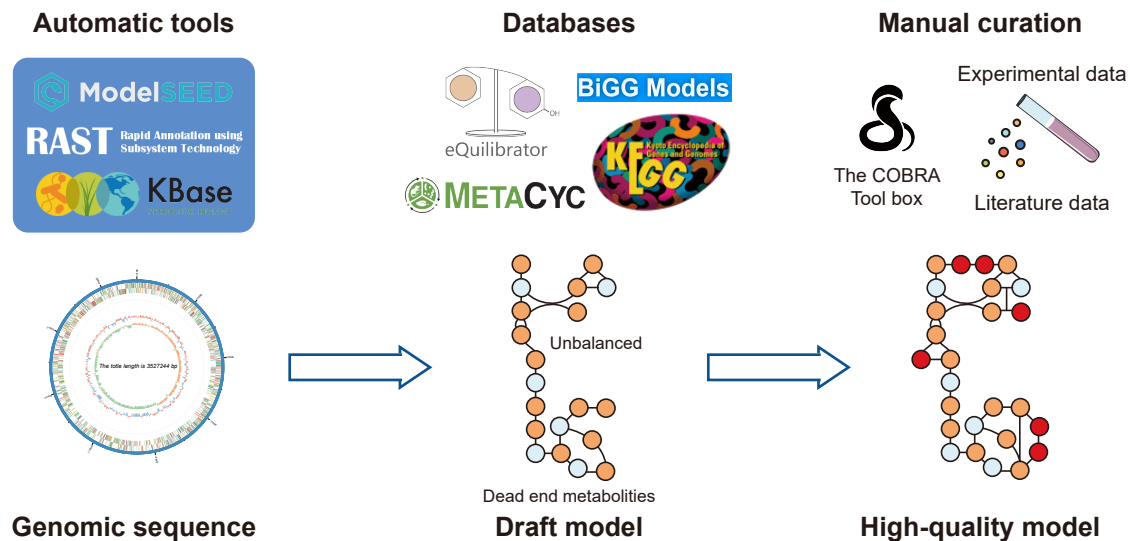 Automatic tools
Databases
Manual curation
ModelSEED
RAST
Rapid Annotation using
Subsystem Technology
KBase
OH
eQuilibrator
BiGG Models
KEGG
Kyoto Encyclopedia of
Genes and Genomes
METACYC
Experimental data
The COBRA
Tool box
Literature data
The totle length is 3527244 bp
Unbalanced
Dead end metabolities
Genomic sequence
Draft model
High-quality model